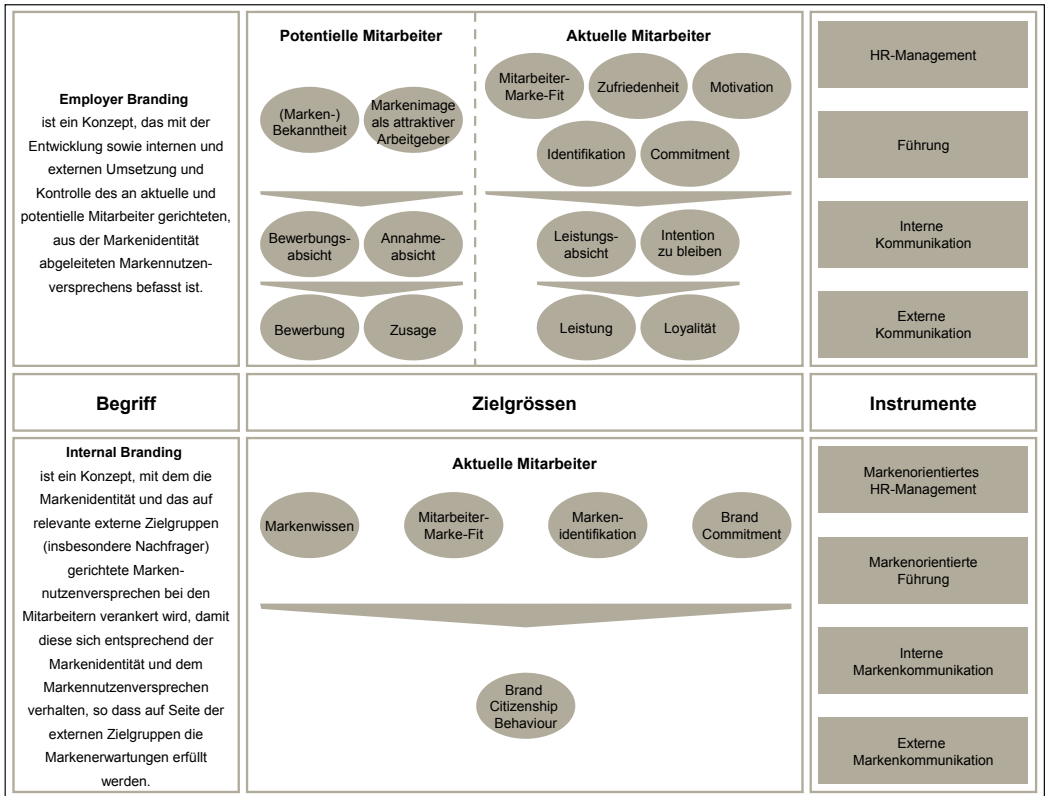 Employer Branding
ist ein Konzept, das mit der
Entwicklung sowie internen und
externen Umsetzung und
Kontrolle des an aktuelle und
potentielle Mitarbeiter gerichteten,
aus der Markenidentität
abgeleiteten Markennutzen-
versprechens befasst ist.
Potentielle Mitarbeiter
(Marken-)
Bekanntheit
Markenimage
als attraktiver
Arbeitgeber
Bewerbungs-
absicht
Annahme-
absicht
Bewerbung
Zusage
Aktuelle Mitarbeiter
Mitarbeiter-
Marke-Fit
Zufriedenheit
Motivation
Identifikation
Commitment
Leistungs-
absicht
Intention
zu bleiben
Leistung
Loyalität
HR-Management
Führung
Interne
Kommunikation
Externe
Kommunikation
Begriff
Zielgrössen
Instrumente
Internal Branding
ist ein Konzept, mit dem die
Markenidentität und das auf
relevante externe Zielgruppen
(insbesondere Nachfrager)
gerichtete Marken-
nutzenversprechen bei den
Mitarbeitern verankert wird, damit
diese sich entsprechend der
Markenidentität und dem
Markennutzenversprechen
verhalten, so dass auf Seite der
externen Zielgruppen die
Markenerwartungen erfüllt
werden.
Aktuelle Mitarbeiter
Markenwissen
Mitarbeiter-
Marke-Fit
Marken-
identifikation
Brand
Commitment
Brand
Citizenship
Behaviour
Markenorientiertes
HR-Management
Markenorientierte
Führung
Interne
Markenkommunikation
Externe
Markenkommunikation